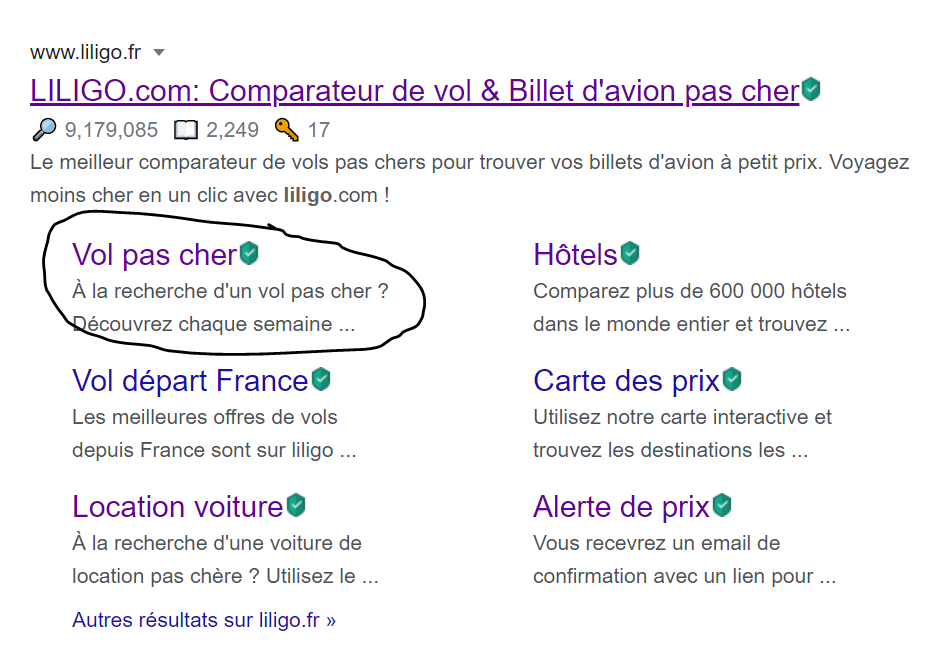 www.liligo.fr
LILIGO.com: Comparateur de vol & Billet d'avion pas cher
9,179,085 2,249 17
Le meilleur comparateur de vols pas chers pour trouver vos billets d'avion à petit prix. Voyagez
moins cher en un clic avec liligo.com !
Vol pas cher
À la recherche d'un vol pas cher ?
Découvrez chaque semaine ...
Hôtels
Comparez plus de 600 000 hôtels
dans le monde entier et trouvez ...
Vol départ France
Les meilleures offres de vols
depuis France sont sur liligo ...
Carte des prix
Utilisez notre carte interactive et
trouvez les destinations les ...
Location voiture
À la recherche d'une voiture de
location pas chère ? Utilisez le ...
Alerte de prix
Vous recevrez un email de
confirmation avec un lien pour ...
Autres résultats sur liligo.fr »